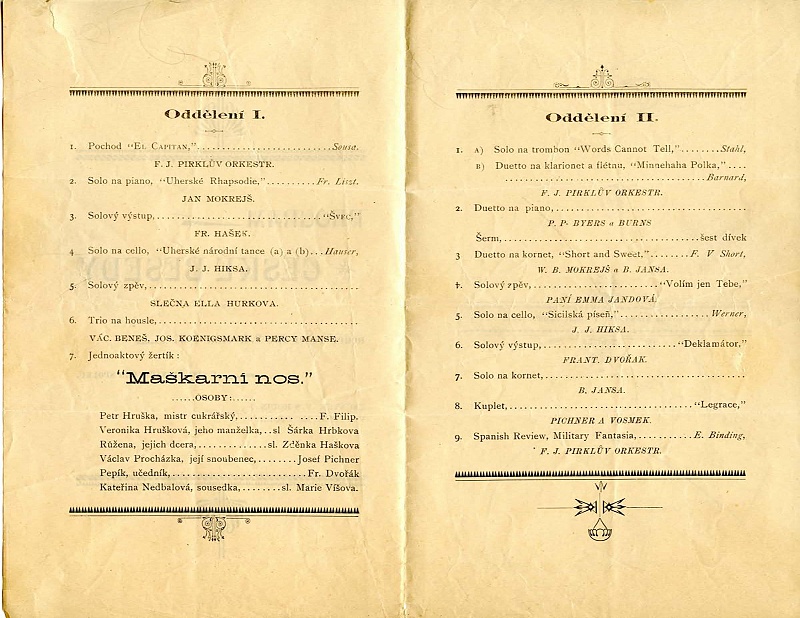 Oddělení I.
1. Pochod "El Capitan,"..............................Sousa.
F. J. PIRKLŮV ORKESTR.
2. Solo na piano, "Uherské Rhapsodie,"..........Fr. Liszt.
JAN MOKREJŠ.
3. Solový výstup,......................................"Švec,"
FR. HAŠEK.
4 Solo na cello, "Uherské národní tance (a) a (b)...Hauser,
J. J. HIKSA.
5. Solový zpěv,..................................................
SLEČNA ELLA HURKOVA.
6. Trio na housle,................................................
VÁC. BENEŠ, JOS. KOENIGSMARK a PERCY MANSE.
7. Jednoaktový žertík:
"Maškarní nos."
......OSOBY:......
Petr Hruška, mistr cukrářský,............ ....F. Filip.
Veronika Hrušková, jeho manželka,..sl Šárka Hrbkova
Růžena, jejich dcera,..............sl. Zděnka Haškova
Václav Procházka, její snoubenec,........Josef Pichner
Pepík, učedník,...........................Fr. Dvořák
Kateřina Nedbalová, sousedka,........sl. Marie Víšova.
Oddělení II.
1. A) Solo na trombon "Words Cannot Tell,"........Stahl,
B) Duetto na klarionet a flétnu, "Minnehaha Polka,"....
..........................................Barnard,
F. J. PIRKLŮV ORKESTR.
2. Duetto na piano,..........................................
P. P. BYERS a BURNS
Šerm,..........................................šest dívek
3 Duetto na kornet, "Short and Sweet,"........F. V Short,
W. B. MOKREJŠ a B. JANSA.
4. Solový zpěv,............................"Volím jen Tebe,"
PANÍ EMMA JANDOVÁ,
5. Solo na cello, "Sicilská píseň,"...................Werner,
J. J. HIKSA.
6. Solový výstup,............................"Deklamátor."
FRANT. DVOŘAK.
7. Solo na kornet,............................................
B. JANSA.
8. Kuplet,......................................"Legrace,"
PICHNER A VOSMEK.
9. Spanish Review, Military Fantasia,............E. Binding,
F. J. PIRKLŮV ORKESTR.